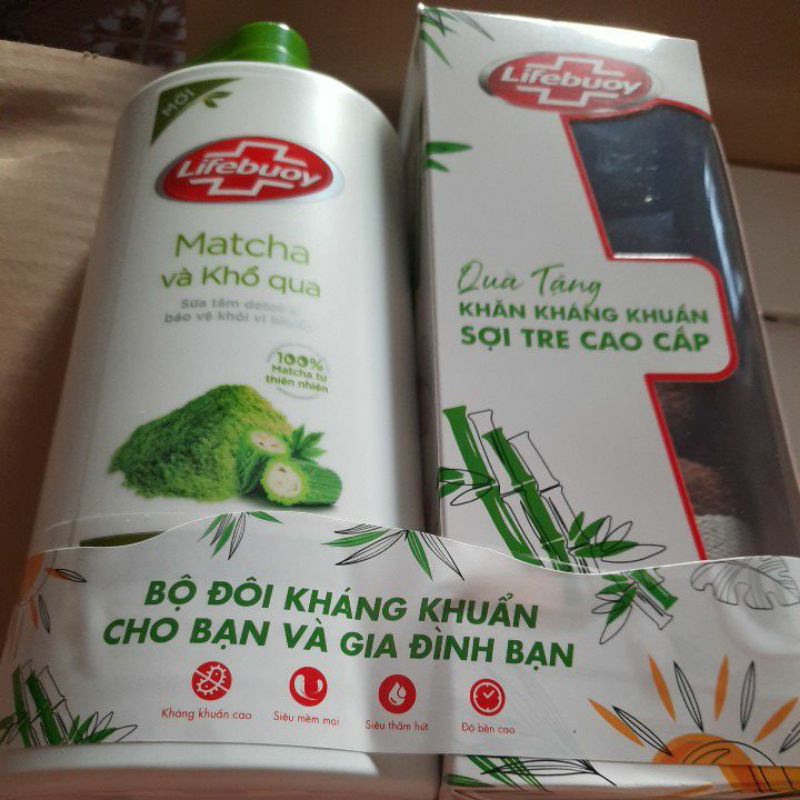 MỚI
Lifebuoy
Matcha
và Khổ qua
Sữa tắm detox
bảo vệ khỏi vi khuẩn
100%
Matcha từ
thiên nhiên
Lifebuoy
Quà Tặng
KHĂN KHÁNG KHUẨN
SỢI TRE CAO CẤP
BỘ ĐÔI KHÁNG KHUẨN
CHO BẠN VÀ GIA ĐÌNH BẠN
Kháng khuẩn cao
Siêu mềm mại
Siêu thấm hút
Độ bền cao